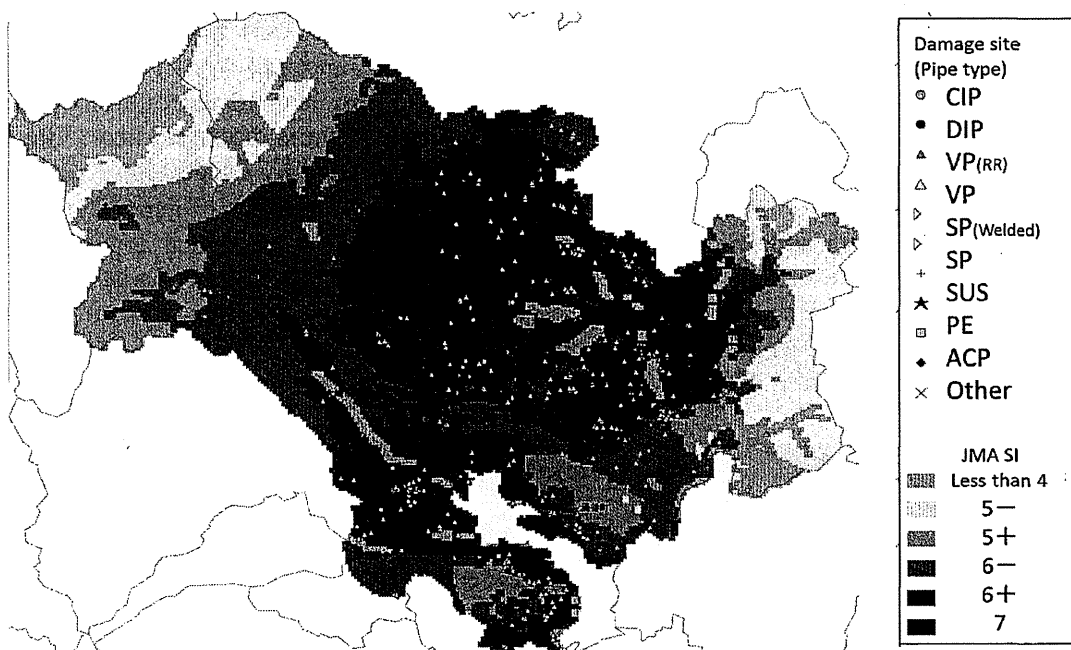 Damage site
(Pipe type)
CIP
DIP
VP(RR)
VP
SP(Welded)
SP
SUS
PE
ACP
Other
JMA SI
Less than 4
5−
5+
6−
6+
7